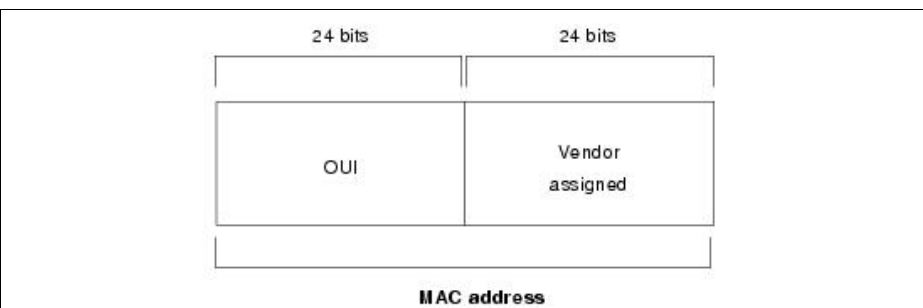 24 bits 24 bits
OUI
Vendor
assigned
MAC address